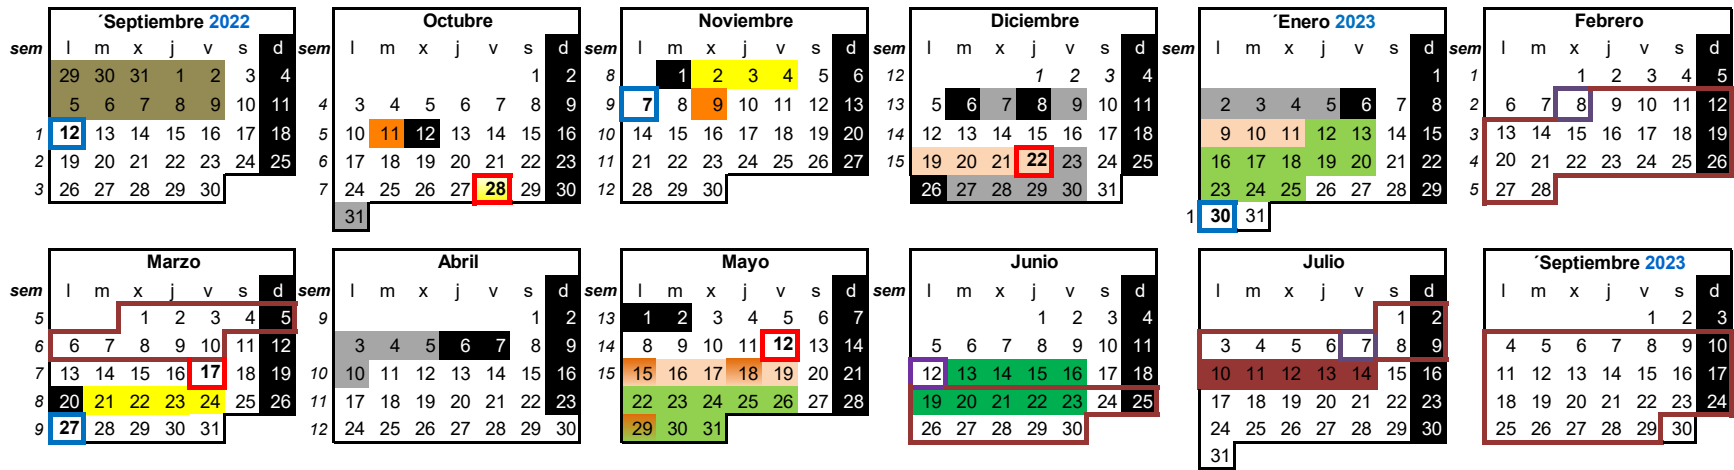 ´Septiembre 2022 Octubre Noviembre Diciembre ´Enero 2023 Febrero
sem l m x j v s d sem l m x j v s d sem l m x j v s d sem l m x j v s d sem l m x j v s d sem l m x j v s d
29 30 31 1 2 3 4 1 2 8 1 2 3 4 5 6 12 1 2 3 4 1 1 1 2 3 4 5
5 6 7 8 9 10 11 4 3 4 5 6 7 8 9 9 7 8 9 10 11 12 13 13 5 6 7 8 9 10 11 2 3 4 5 6 7 8 2 6 7 8 9 10 11 12
1 12 13 14 15 16 17 18 5 10 11 12 13 14 15 16 10 14 15 16 17 18 19 20 14 12 13 14 15 16 17 18 9 10 11 12 13 14 15 3 13 14 15 16 17 18 19
2 19 20 21 22 23 24 25 6 17 18 19 20 21 22 23 11 21 22 23 24 25 26 27 15 19 20 21 22 23 24 25 16 17 18 19 20 21 22 4 20 21 22 23 24 25 26
3 26 27 28 29 30 7 24 25 26 27 28 29 30 12 28 29 30 26 27 28 29 30 31 23 24 25 26 27 28 29 5 27 28
31 1 30 31
Marzo Abril Mayo Junio Julio ´Septiembre 2023
sem l m x j v s d sem l m x j v s d sem l m x j v s d sem l m x j v s d l m x j v s d l m x j v s d
5 1 2 3 4 5 9 1 2 13 1 2 3 4 5 6 7 1 2 3 4 1 2 1 2 3
6 6 7 8 9 10 11 12 3 4 5 6 7 8 9 14 8 9 10 11 12 13 14 5 6 7 8 9 10 11 3 4 5 6 7 8 9 4 5 6 7 8 9 10
7 13 14 15 16 17 18 19 10 10 11 12 13 14 15 16 15 15 16 17 18 19 20 21 12 13 14 15 16 17 18 10 11 12 13 14 15 16 11 12 13 14 15 16 17
8 20 21 22 23 24 25 26 11 17 18 19 20 21 22 23 22 23 24 25 26 27 28 19 20 21 22 23 24 25 17 18 19 20 21 22 23 18 19 20 21 22 23 24
9 27 28 29 30 31 12 24 25 26 27 28 29 30 29 30 31 26 27 28 29 30 24 25 26 27 28 29 30 25 26 27 28 29 30
31